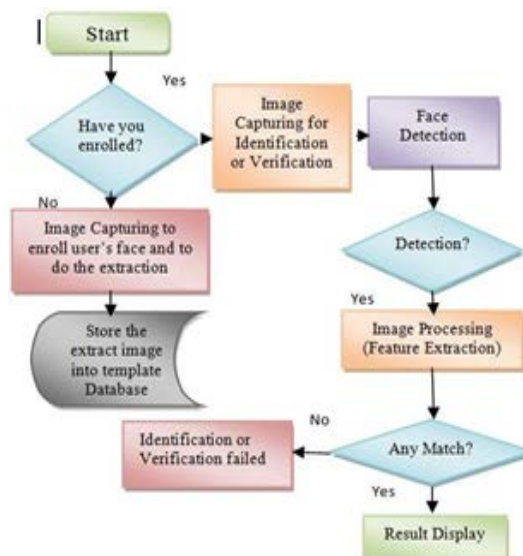 Start
Yes
Have you
enrolled?
Image
Capturing for
Identification
or Verification
Face
Detection
No
Image Capturing to
enroll user's face and to
do the extraction
Detection?
Yes
Store the
extract image
into template
Database
Image Processing
(Feature Extraction)
No
Identification or
Verification failed
Any Match?
Yes
Result Display